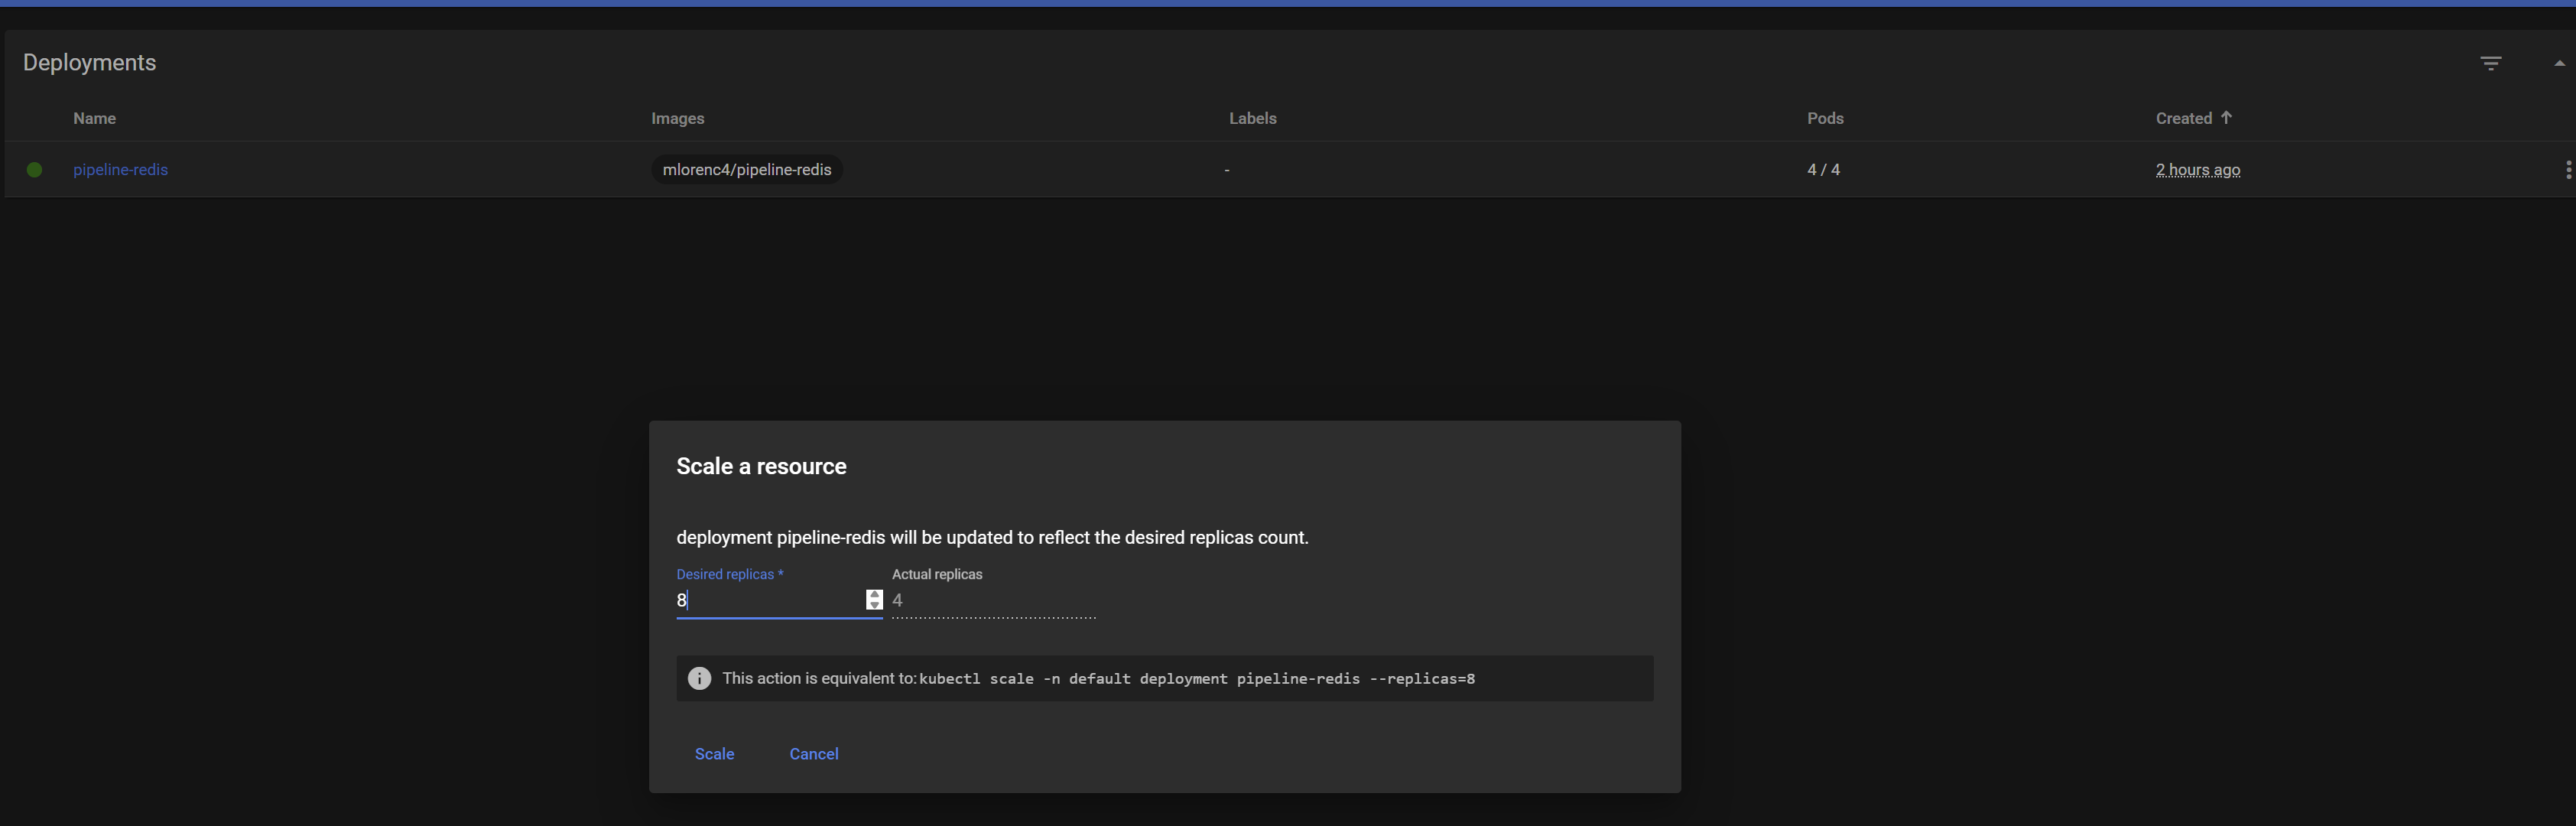 Deployments
Name Images Labels Pods Created
pipeline-redis mlorenc4/pipeline-redis - 4 / 4 2 hours ago
Scale a resource
deployment pipeline-redis will be updated to reflect the desired replicas count.
Desired replicas * Actual replicas
8 4
This action is equivalent to: kubectl scale -n default deployment pipeline-redis --replicas=8
Scale Cancel